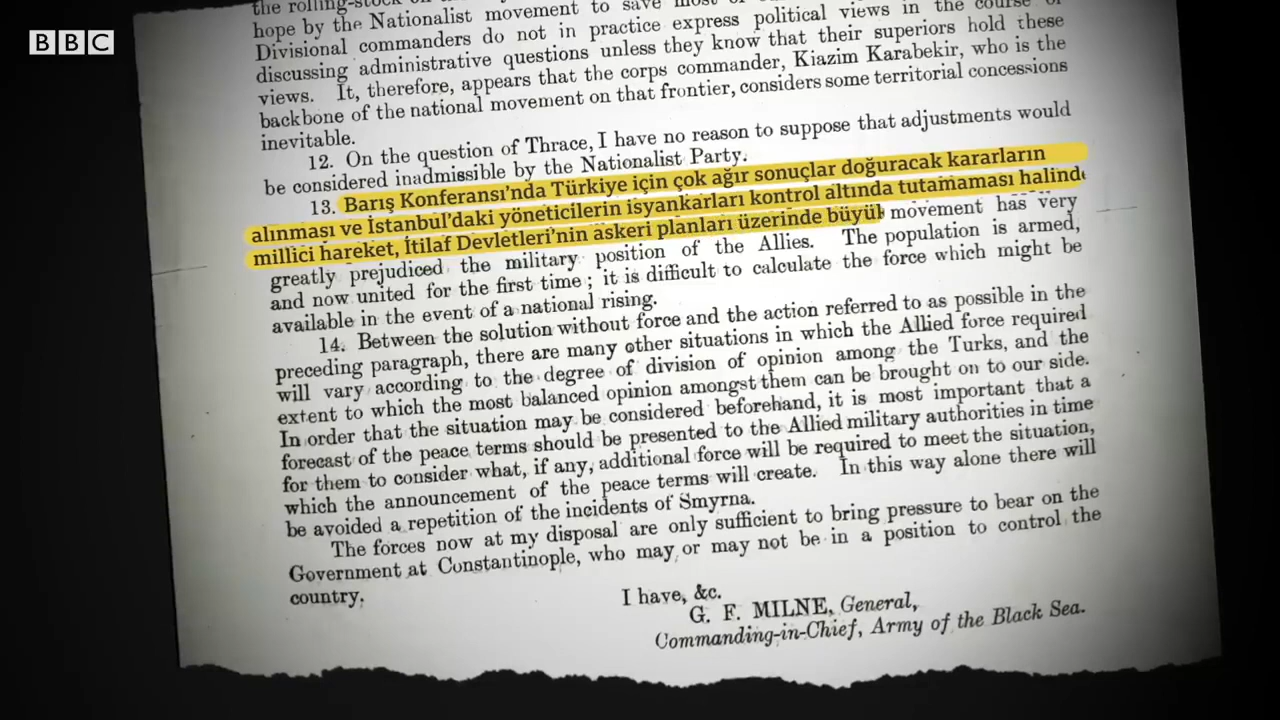 BBC
the rolling-stock on
hope by the Nationalist movement to save most of
Divisional commanders do not in practice express political views in the course of
discussing administrative questions unless they know that their superiors hold these
views. It, therefore, appears that the corps commander, Kiazim Karabekir, who is the
backbone of the national movement on that frontier, considers some territorial concessions
inevitable.
12. On the question of Thrace, I have no reason to suppose that adjustments would
be considered inadmissible by the Nationalist Party.
13. Barış Konferansı'nda Türkiye için çok ağır sonuçlar doğuracak kararların
alınması ve İstanbul'daki yöneticilerin isyankarları kontrol altında tutamaması halind
millici hareket, İtilaf Devletleri'nin askeri planları üzerinde büyük movement has very
greatly prejudiced the military position of the Allies. The population is armed,
and now united for the first time; it is difficult to calculate the force which might be
available in the event of a national rising.
14. Between the solution without force and the action referred to as possible in the
preceding paragraph, there are many other situations in which the Allied force required
will vary according to the degree of division of opinion among the Turks, and the
extent to which the most balanced opinion amongst them can be brought on to our side.
In order that the situation may be considered beforehand, it is most important that a
forecast of the peace terms should be presented to the Allied military authorities in time
for them to consider what, if any, additional force will be required to meet the situation,
which the announcement of the peace terms will create. In this way alone there will
be avoided a repetition of the incidents of Smyrna.
The forces now at my disposal are only sufficient to bring pressure to bear on the
Government at Constantinople, who may or may not be in a position to control the
country.
I have, &c.
G. F. MILNE, General,
Commanding-in-Chief, Army of the Black Sea.